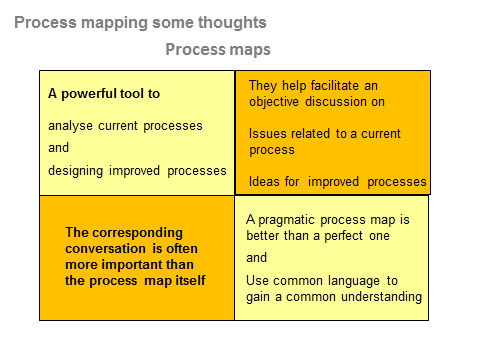 Process mapping some thoughts
Process maps
A powerful tool to
analyse current processes
and
designing improved processes
They help facilitate an
objective discussion on
Issues related to a current
process
Ideas for improved processes
The corresponding
conversation is often
more important than
the process map itself
A pragmatic process map is
better than a perfect one
and
Use common language to
gain a common understanding